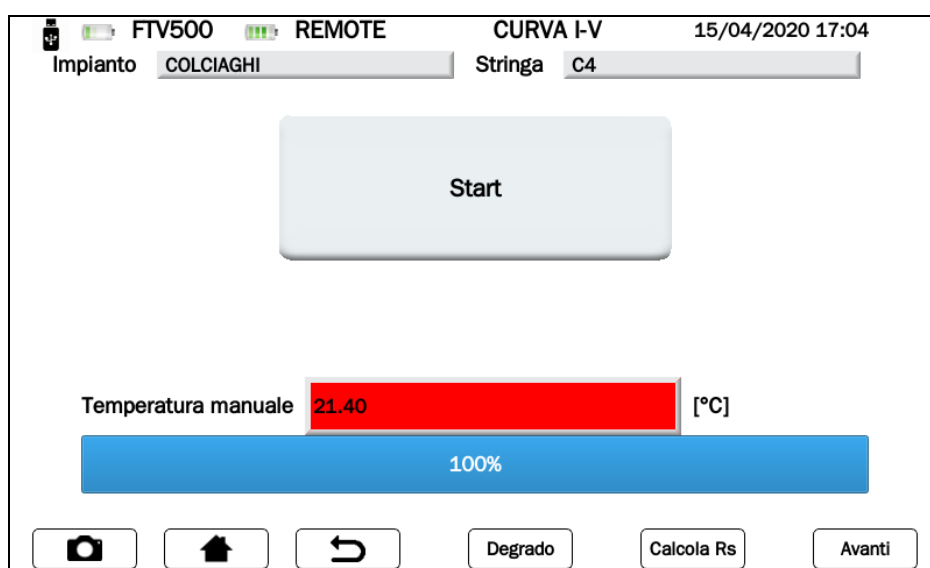 FTV500 REMOTE CURVA I-V 15/04/2020 17:04
Impianto COLCIAGHI Stringa C4
Start
Temperatura manuale 21.40 [°C]
100%
Degrado Calcola Rs Avanti